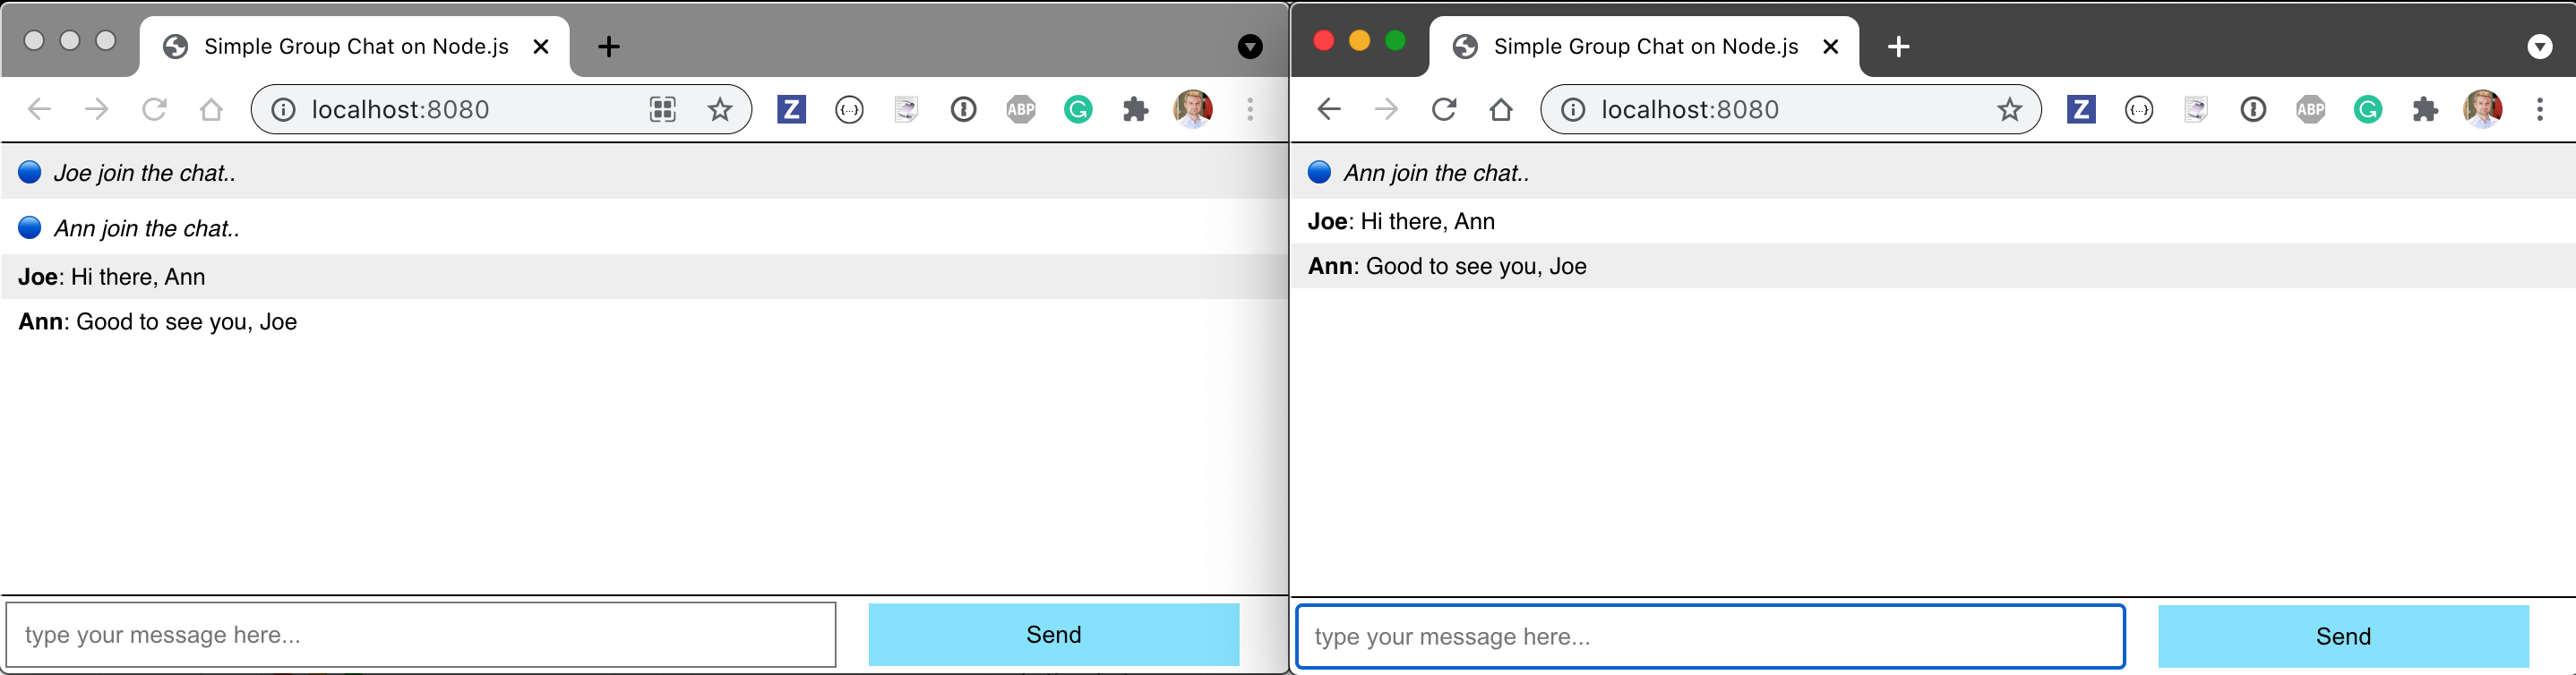 Simple Group Chat on Node.js
localhost:8080
Z
{...}
ABP
G
🔵 Joe join the chat..
🔵 Ann join the chat..
Joe: Hi there, Ann
Ann: Good to see you, Joe
type your message here...
Send
Simple Group Chat on Node.js
localhost:8080
Z
{...}
ABP
G
🔵 Ann join the chat..
Joe: Hi there, Ann
Ann: Good to see you, Joe
type your message here...
Send